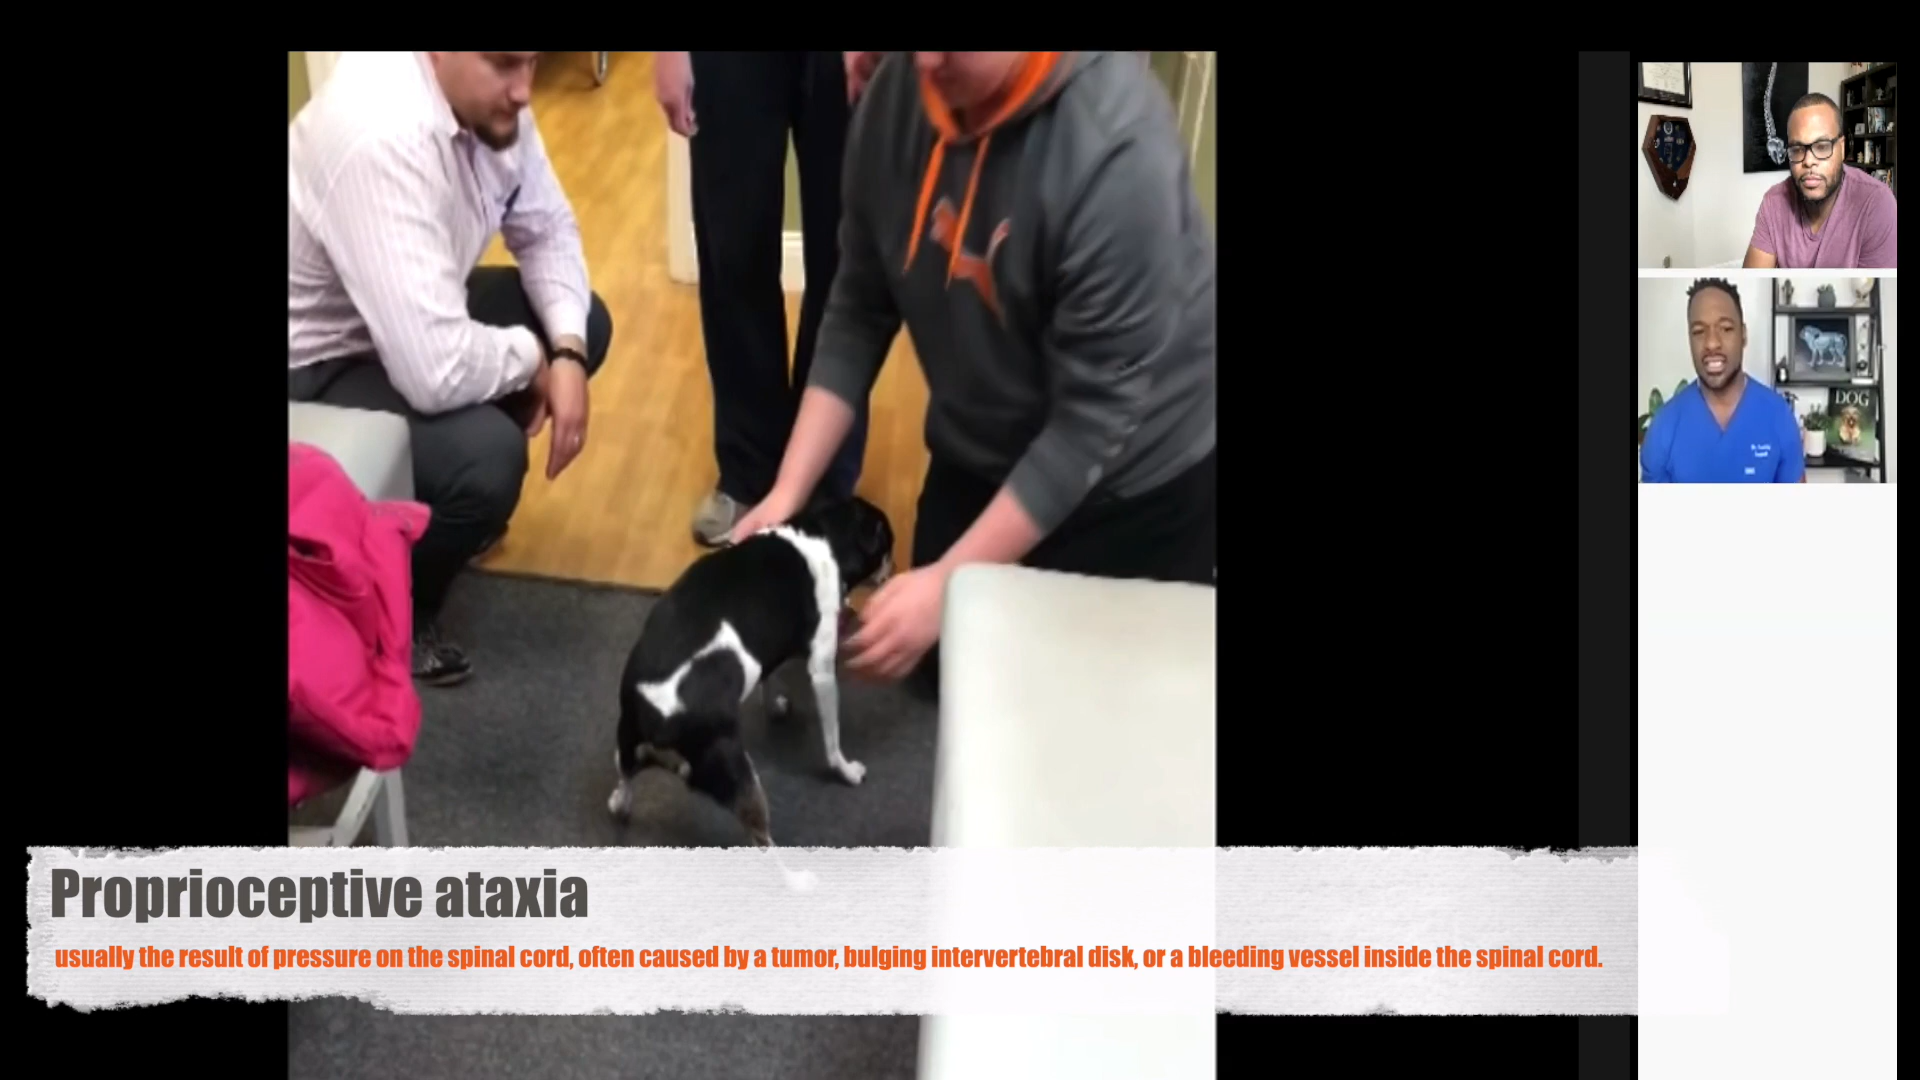 Proprioceptive ataxia
usually the result of pressure on the spinal cord, often caused by a tumor, bulging intervertebral disk, or a bleeding vessel inside the spinal cord.
DOG